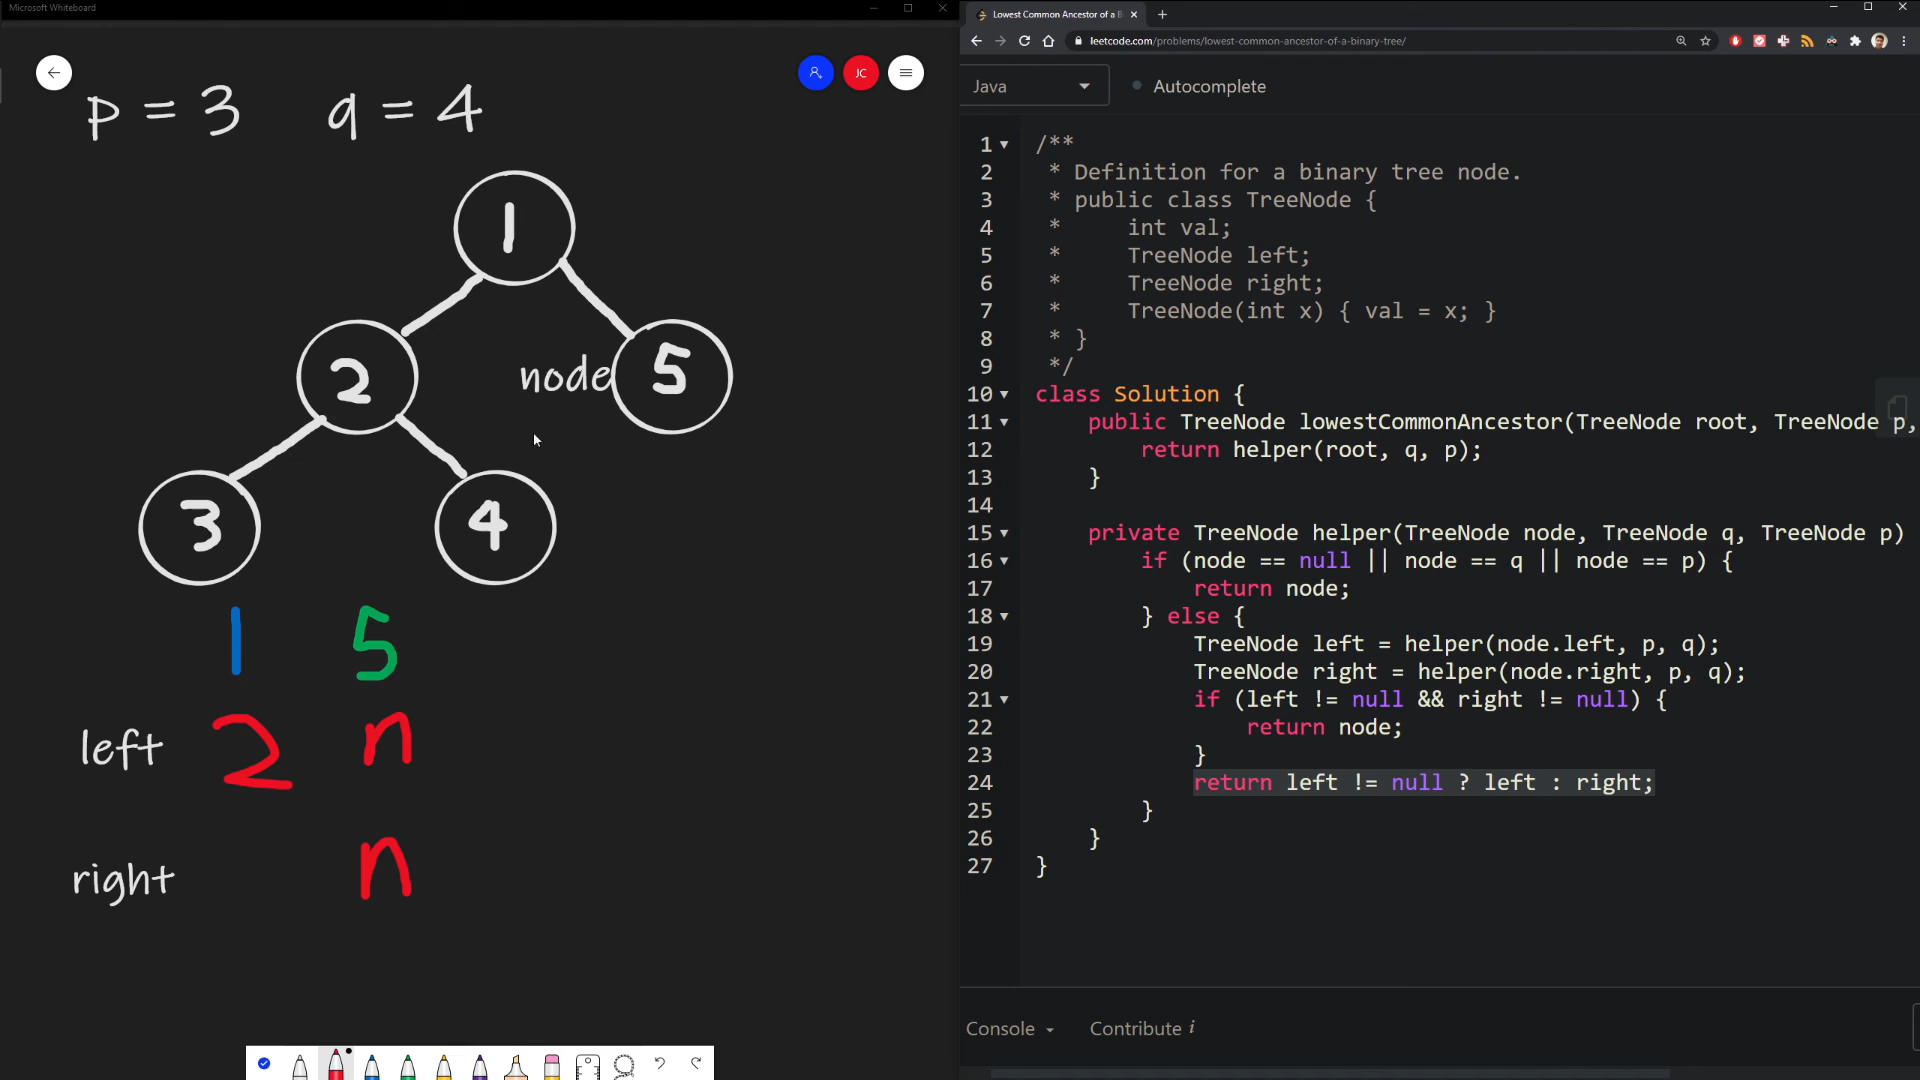 Microsoft Whiteboard
JC
p = 3 q = 4
1
2
node 5
3 4
1 5
left 2 n
right n
Lowest Common Ancestor of a B
leetcode.com/problems/lowest-common-ancestor-of-a-binary-tree/
Java
Autocomplete
1 /**
2 * Definition for a binary tree node.
3 * public class TreeNode {
4 * int val;
5 * TreeNode left;
6 * TreeNode right;
7 * TreeNode(int x) { val = x; }
8 * }
9 */
10 class Solution {
11 public TreeNode lowestCommonAncestor(TreeNode root, TreeNode p,
12 return helper(root, q, p);
13 }
14
15 private TreeNode helper(TreeNode node, TreeNode q, TreeNode p)
16 if (node == null || node == q || node == p) {
17 return node;
18 } else {
19 TreeNode left = helper(node.left, p, q);
20 TreeNode right = helper(node.right, p, q);
21 if (left != null && right != null) {
22 return node;
23 }
24 return left != null ? left : right;
25 }
26 }
27 }
Console
Contribute i